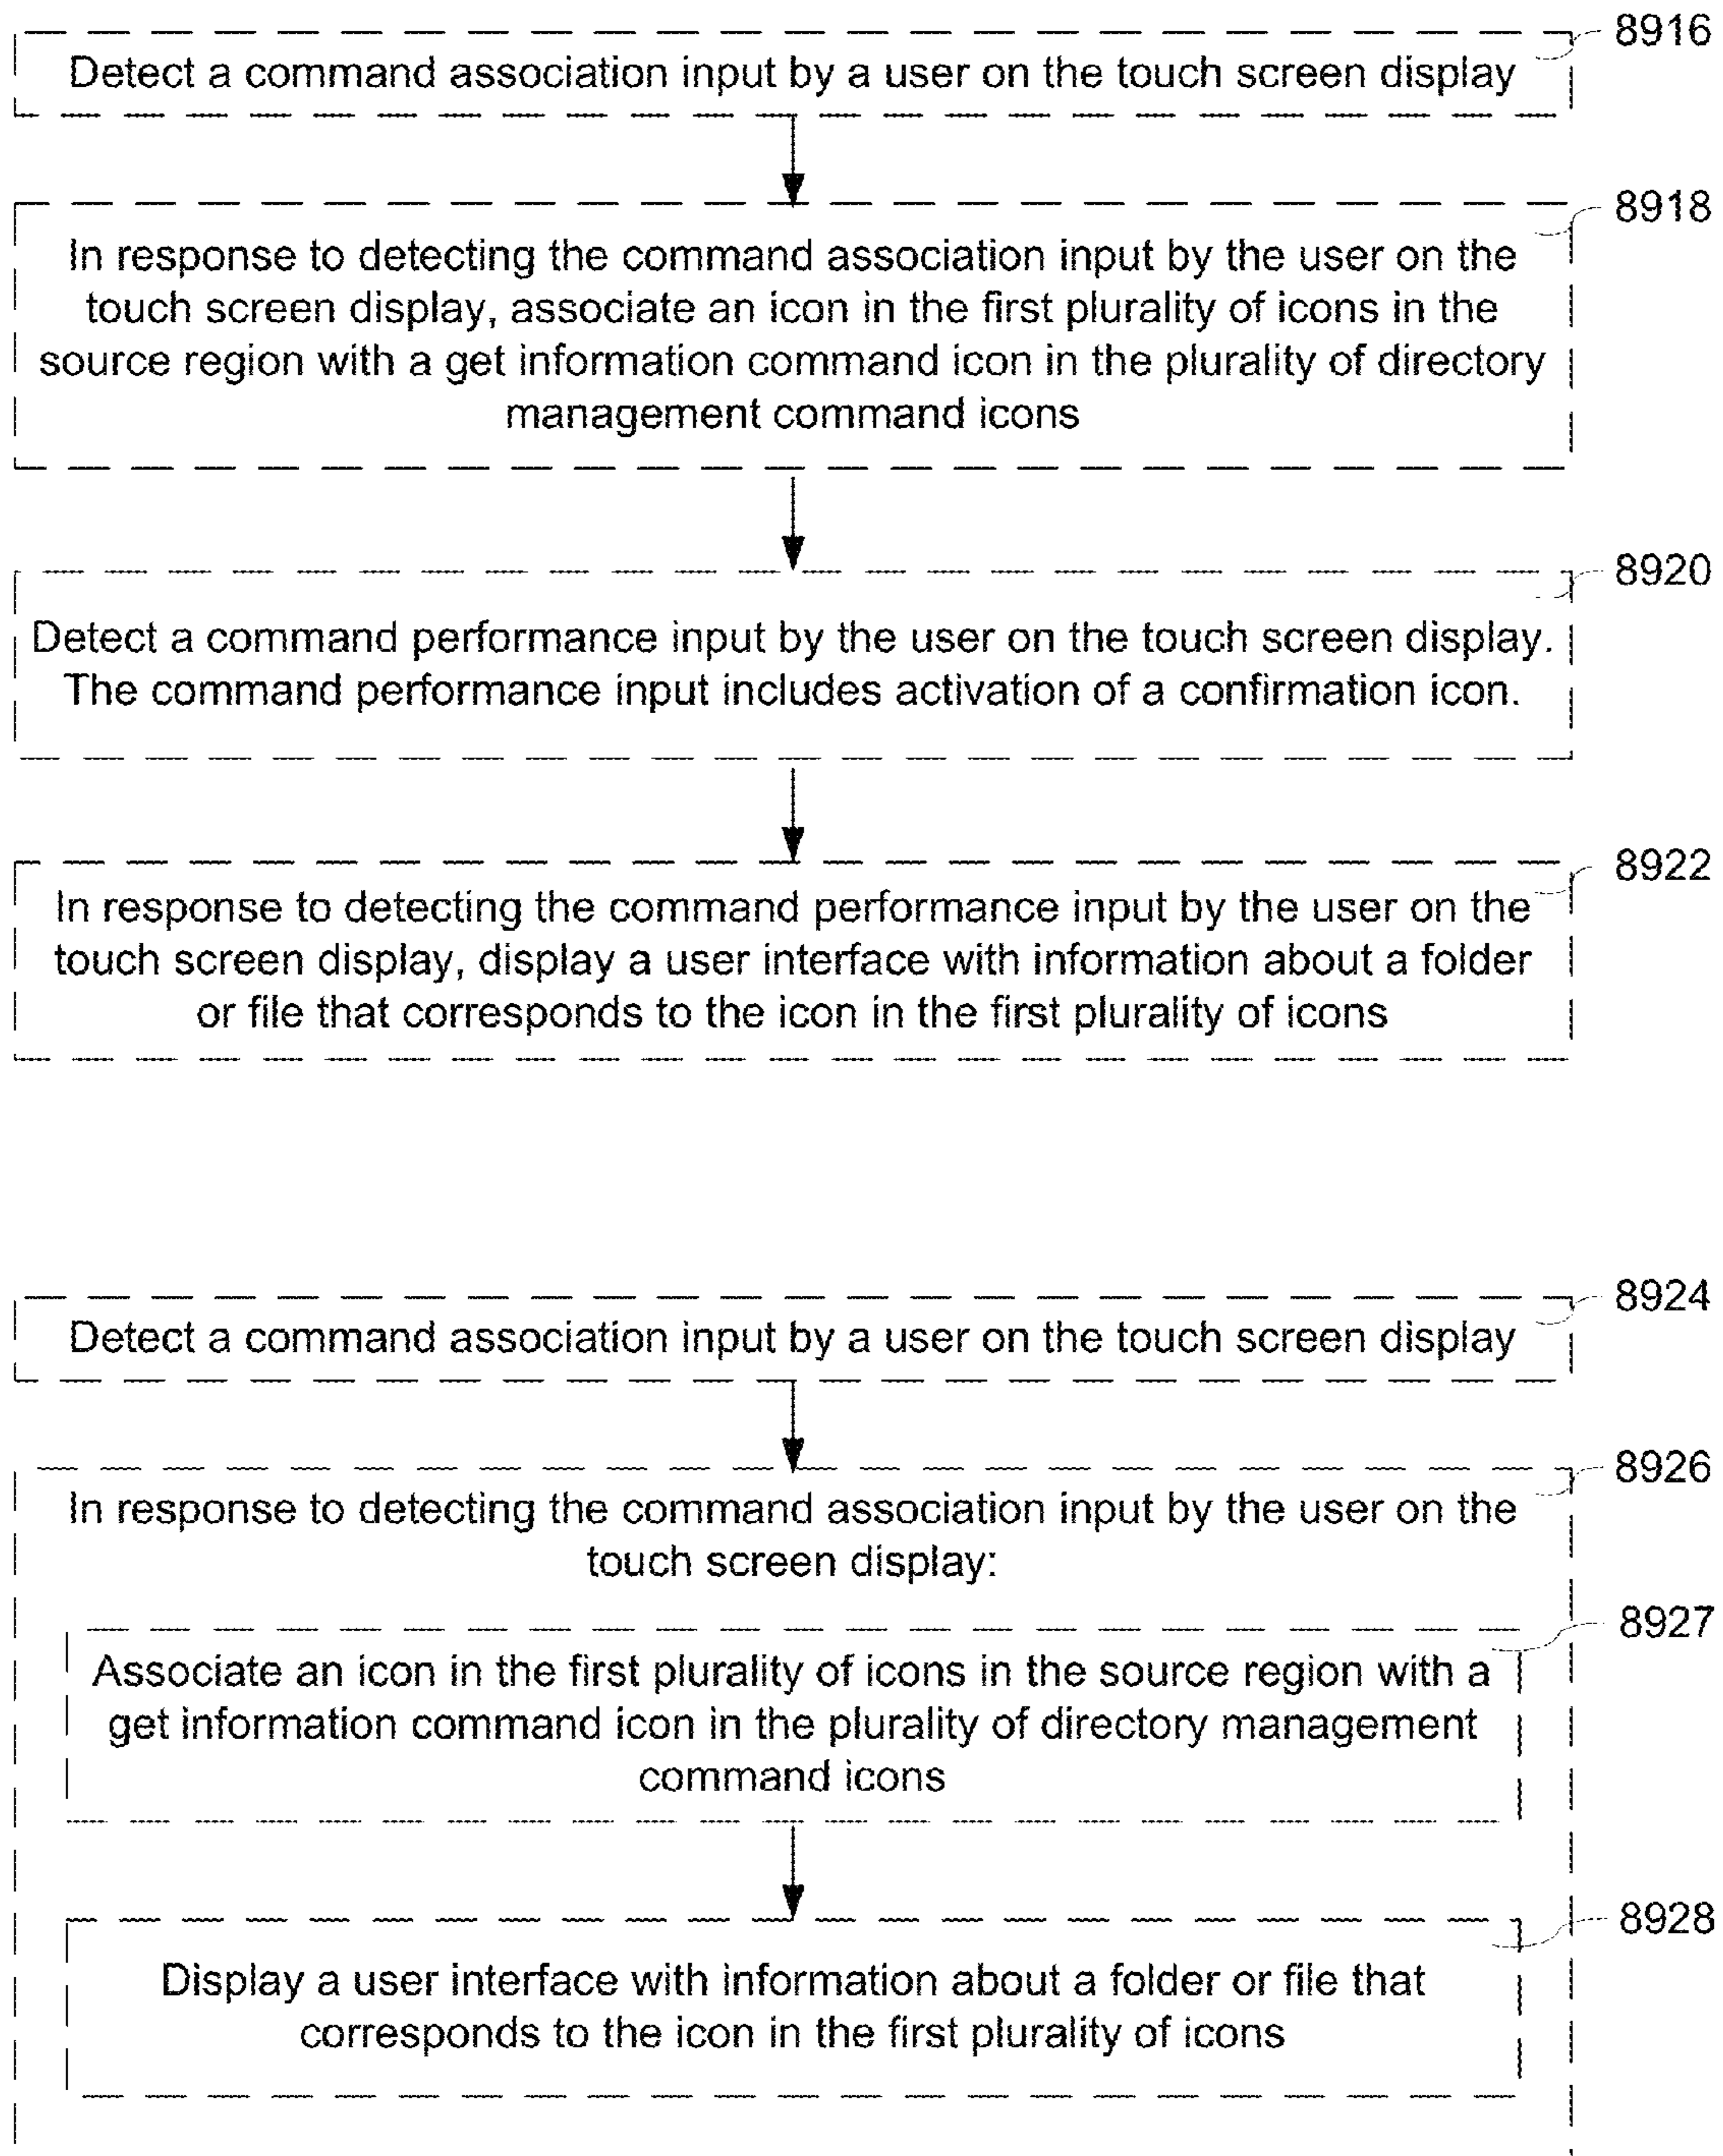 8916
Detect a command association input by a user on the touch screen display
8918
In response to detecting the command association input by the user on the
touch screen display, associate an icon in the first plurality of icons in the
source region with a get information command icon in the plurality of directory
management command icons
8920
Detect a command performance input by the user on the touch screen display.
The command performance input includes activation of a confirmation icon.
8922
In response to detecting the command performance input by the user on the
touch screen display, display a user interface with information about a folder
or file that corresponds to the icon in the first plurality of icons
8924
Detect a command association input by a user on the touch screen display
8926
In response to detecting the command association input by the user on the
touch screen display:
8927
Associate an icon in the first plurality of icons in the source region with a
get information command icon in the plurality of directory management
command icons
8928
Display a user interface with information about a folder or file that
corresponds to the icon in the first plurality of icons